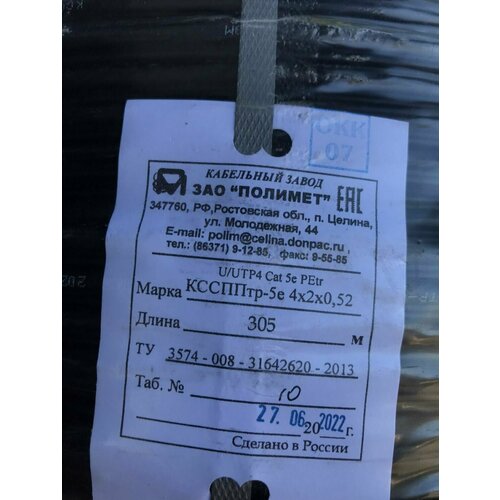 ОКК
07
КАБЕЛЬНЫЙ ЗАВОД
ЗАО "ПОЛИМЕТ" ЕАС
347760, РФ,Ростовская обл., п. Целина,
ул. Молодежная, 44
E-mail: polim@celina.donpac.ru ,
тел.: (86371) 9-12-85, факс: 9-55-85
U/UTP4 Cat 5e PEtr
Марка КССППтр-5е 4х2х0,52
Длина 305 м
ТУ 3574 - 008 - 31642620 - 2013
Таб. № 10
27. 06 .20 2022 г.
Сделано в России